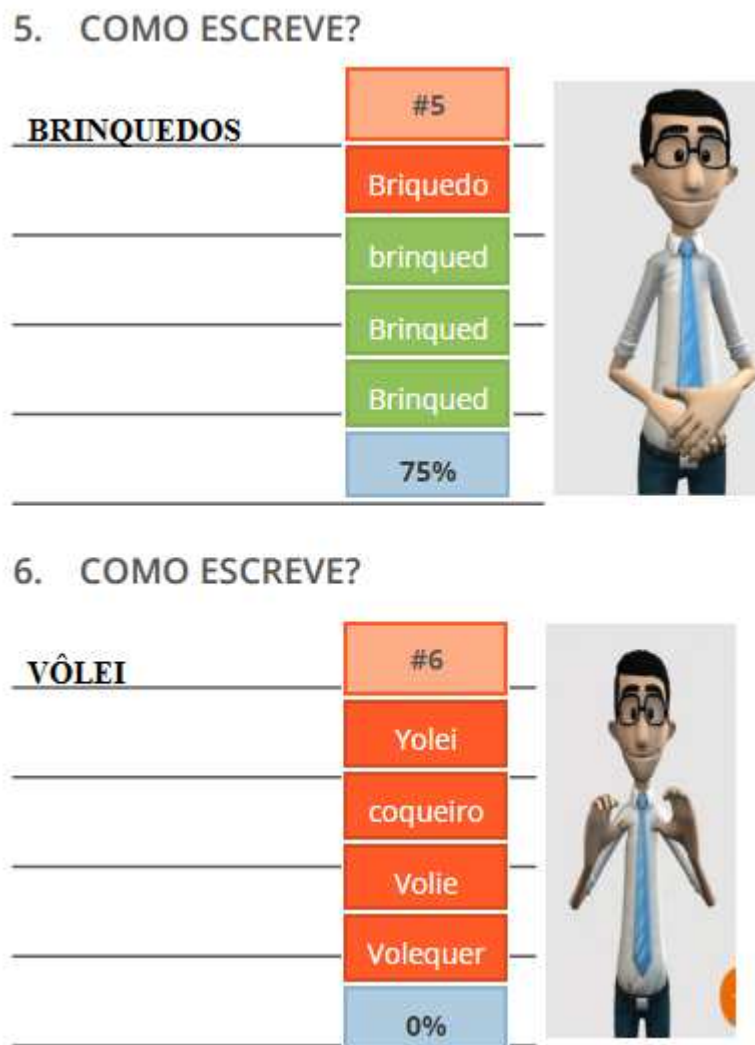 5. COMO ESCREVE?
#5
BRINQUEDOS
Briquedo
brinqued
Brinqued
Brinqued
75%
6. COMO ESCREVE?
#6
VÔLEI
Yolei
coqueiro
Volie
Volequer
0%